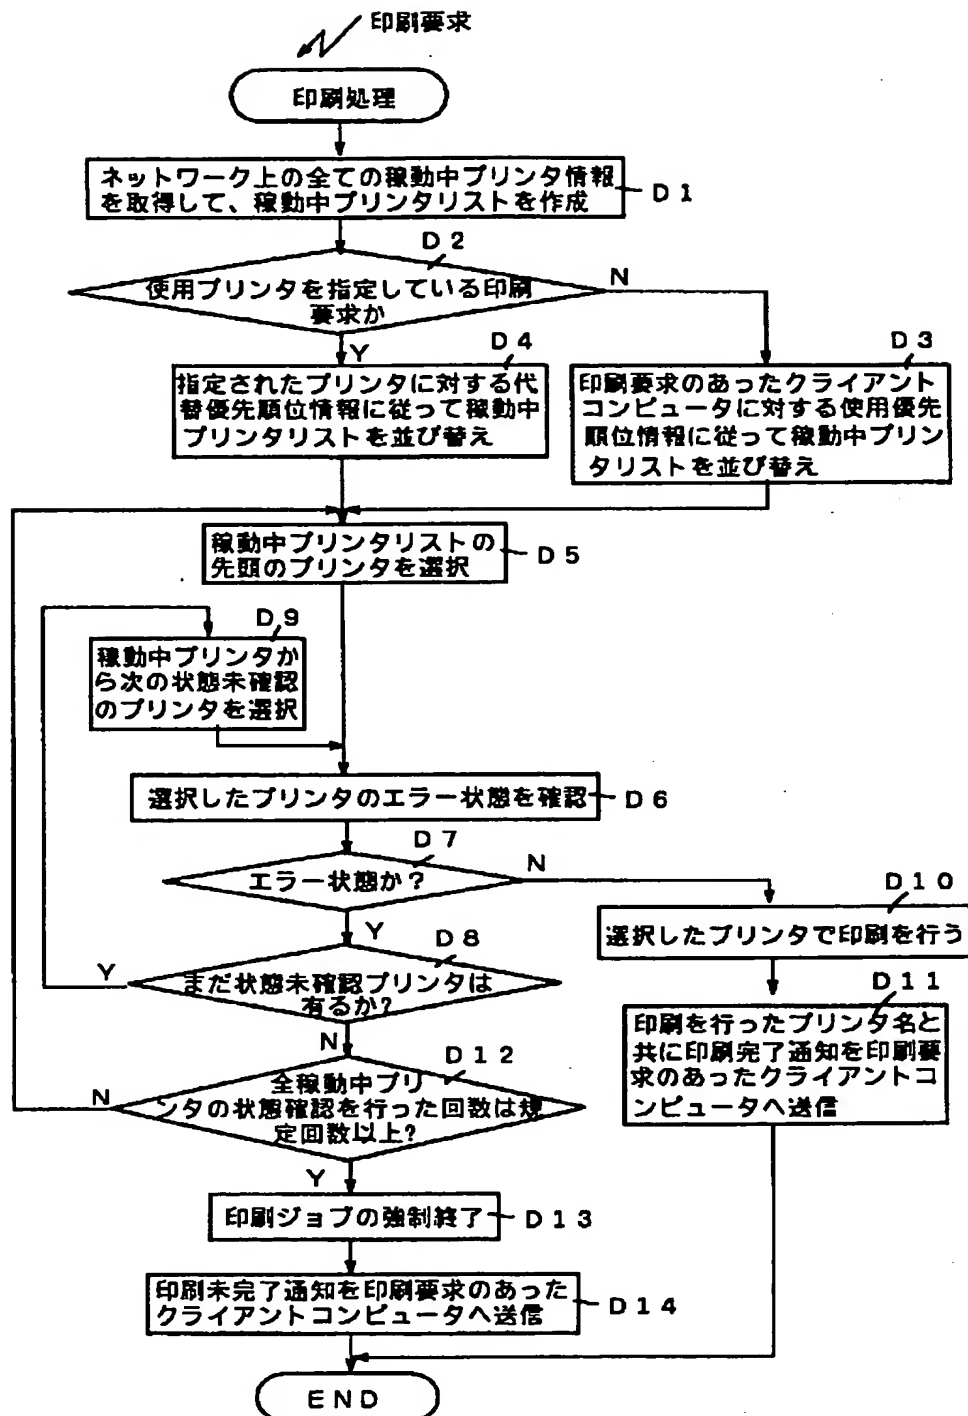 印刷要求
印刷処理
ネットワーク上の全ての稼動中プリンタ情報
を取得して、稼動中プリンタリストを作成
D1
D2
使用プリンタを指定している印刷
要求か
N
Y
D4
指定されたプリンタに対する代
替優先順位情報に従って稼動中
プリンタリストを並び替え
D3
印刷要求のあったクライアント
コンピュータに対する使用優先
順位情報に従って稼動中プリン
タリストを並び替え
稼動中プリンタリストの
先頭のプリンタを選択
D5
D9
稼動中プリンタか
ら次の状態未確認
のプリンタを選択
選択したプリンタのエラー状態を確認
D6
D7
エラー状態か?
N
Y
D10
選択したプリンタで印刷を行う
D8
Y
まだ状態未確認プリンタは
有るか?
N
D11
印刷を行ったプリンタ名と
共に印刷完了通知を印刷要
求のあったクライアントコ
ンピュータへ送信
D12
全稼動中プリ
ンタの状態確認を行った回数は規
定回数以上?
N
Y
印刷ジョブの強制終了
D13
印刷未完了通知を印刷要求のあった
クライアントコンピュータへ送信
D14
END